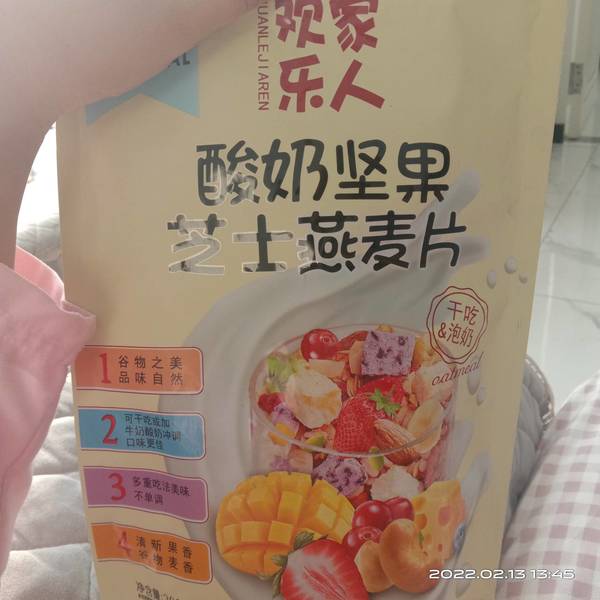 欢家
乐人
UANLEJIAREN
酸奶坚果
芝士燕麦片
干吃
&泡奶
oatmeal
1 谷物之美
品味自然
2 可干吃或加
牛奶酸奶冲调
口味更佳
3 多重吃法美味
不单调
4 清新果香
谷物麦香
净含量
2022.02.13 13:45